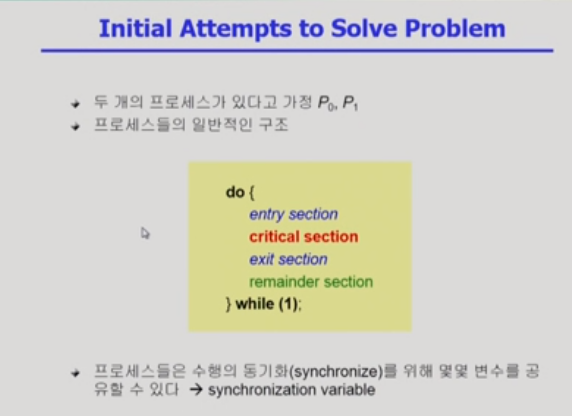 Initial Attempts to Solve Problem
두 개의 프로세스가 있다고 가정 P0, P1
프로세스들의 일반적인 구조
do {
entry section
critical section
exit section
remainder section
} while (1);
프로세스들은 수행의 동기화(synchronize)를 위해 몇몇 변수를 공
유할 수 있다 → synchronization variable